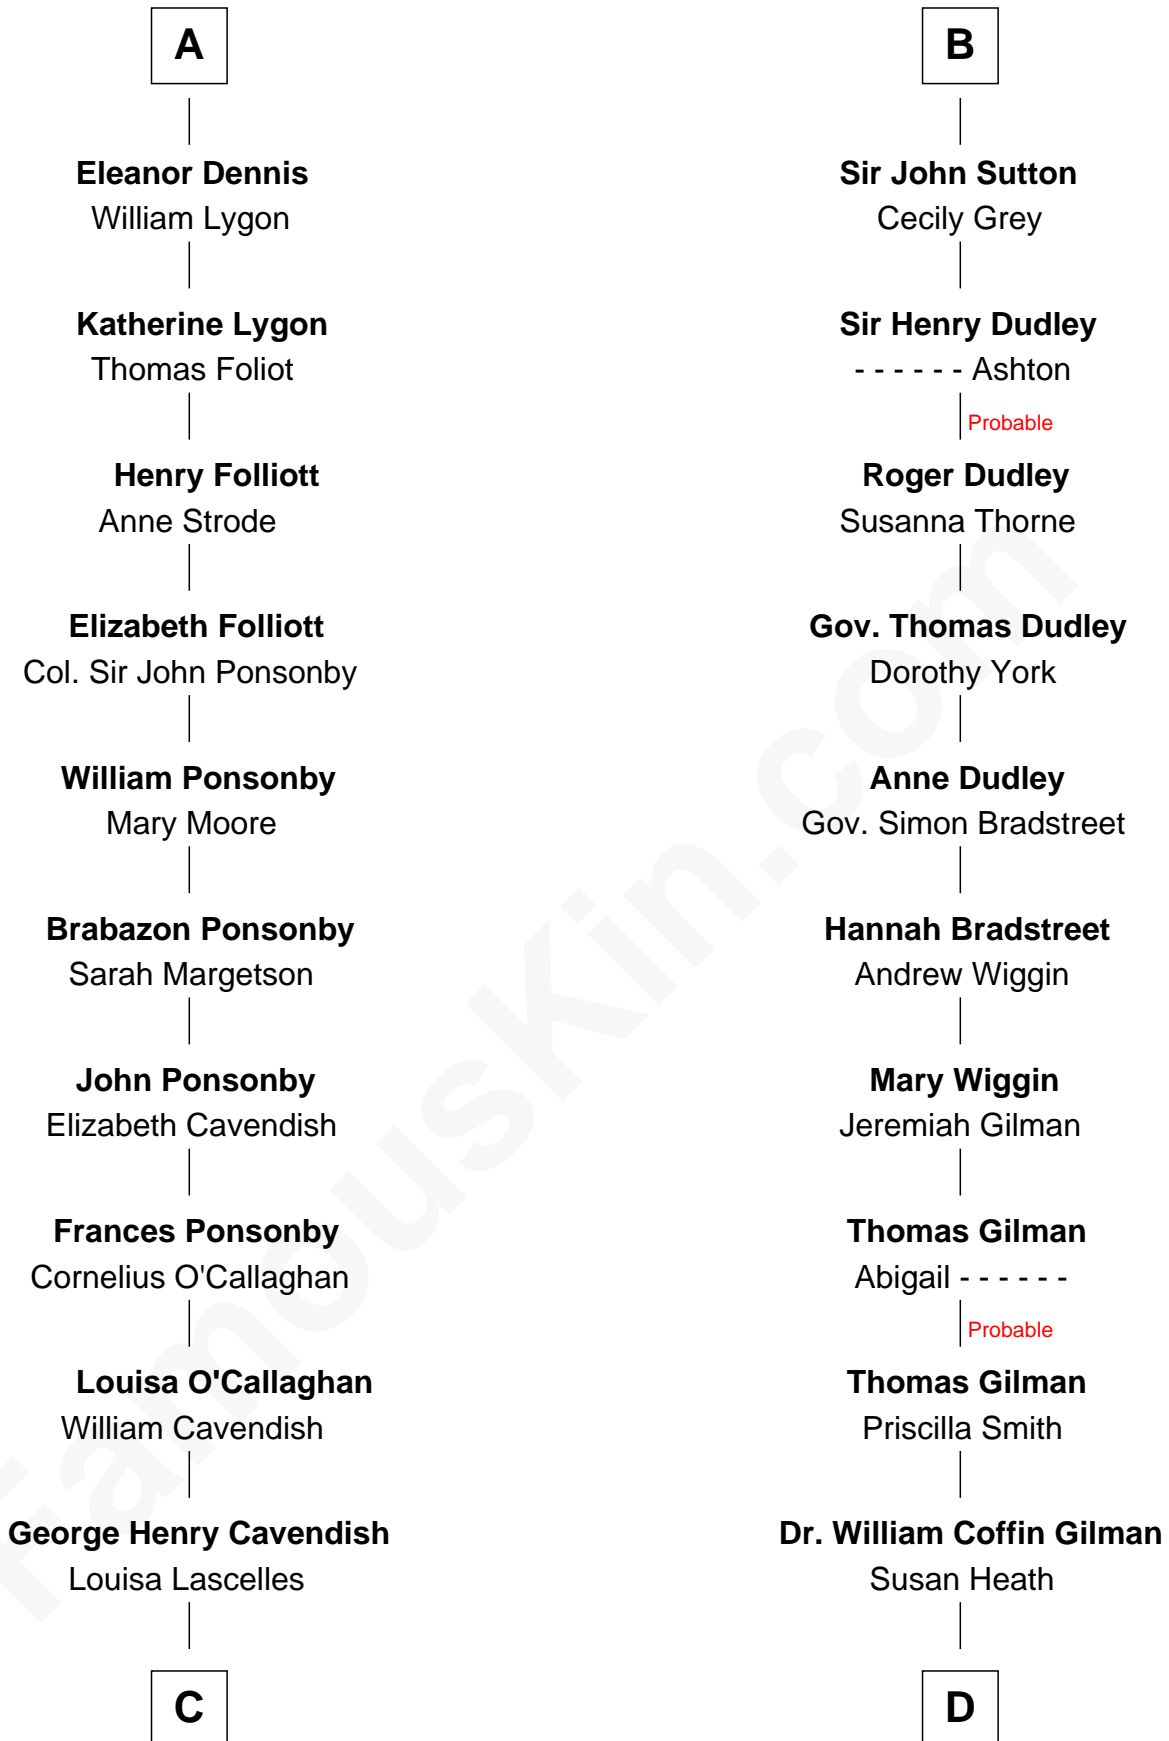 A
Eleanor Dennis
William Lygon
Katherine Lygon
Thomas Foliot
Henry Folliott
Anne Strode
Elizabeth Folliott
Col. Sir John Ponsonby
William Ponsonby
Mary Moore
Brabazon Ponsonby
Sarah Margetson
John Ponsonby
Elizabeth Cavendish
Frances Ponsonby
Cornelius O'Callaghan
Louisa O'Callaghan
William Cavendish
George Henry Cavendish
Louisa Lascelles
C
B
Sir John Sutton
Cecily Grey
Sir Henry Dudley
- - - - - - Ashton
Probable
Roger Dudley
Susanna Thorne
Gov. Thomas Dudley
Dorothy York
Anne Dudley
Gov. Simon Bradstreet
Hannah Bradstreet
Andrew Wiggin
Mary Wiggin
Jeremiah Gilman
Thomas Gilman
Abigail - - - - - -
Probable
Thomas Gilman
Priscilla Smith
Dr. William Coffin Gilman
Susan Heath
D
FamousKin.com